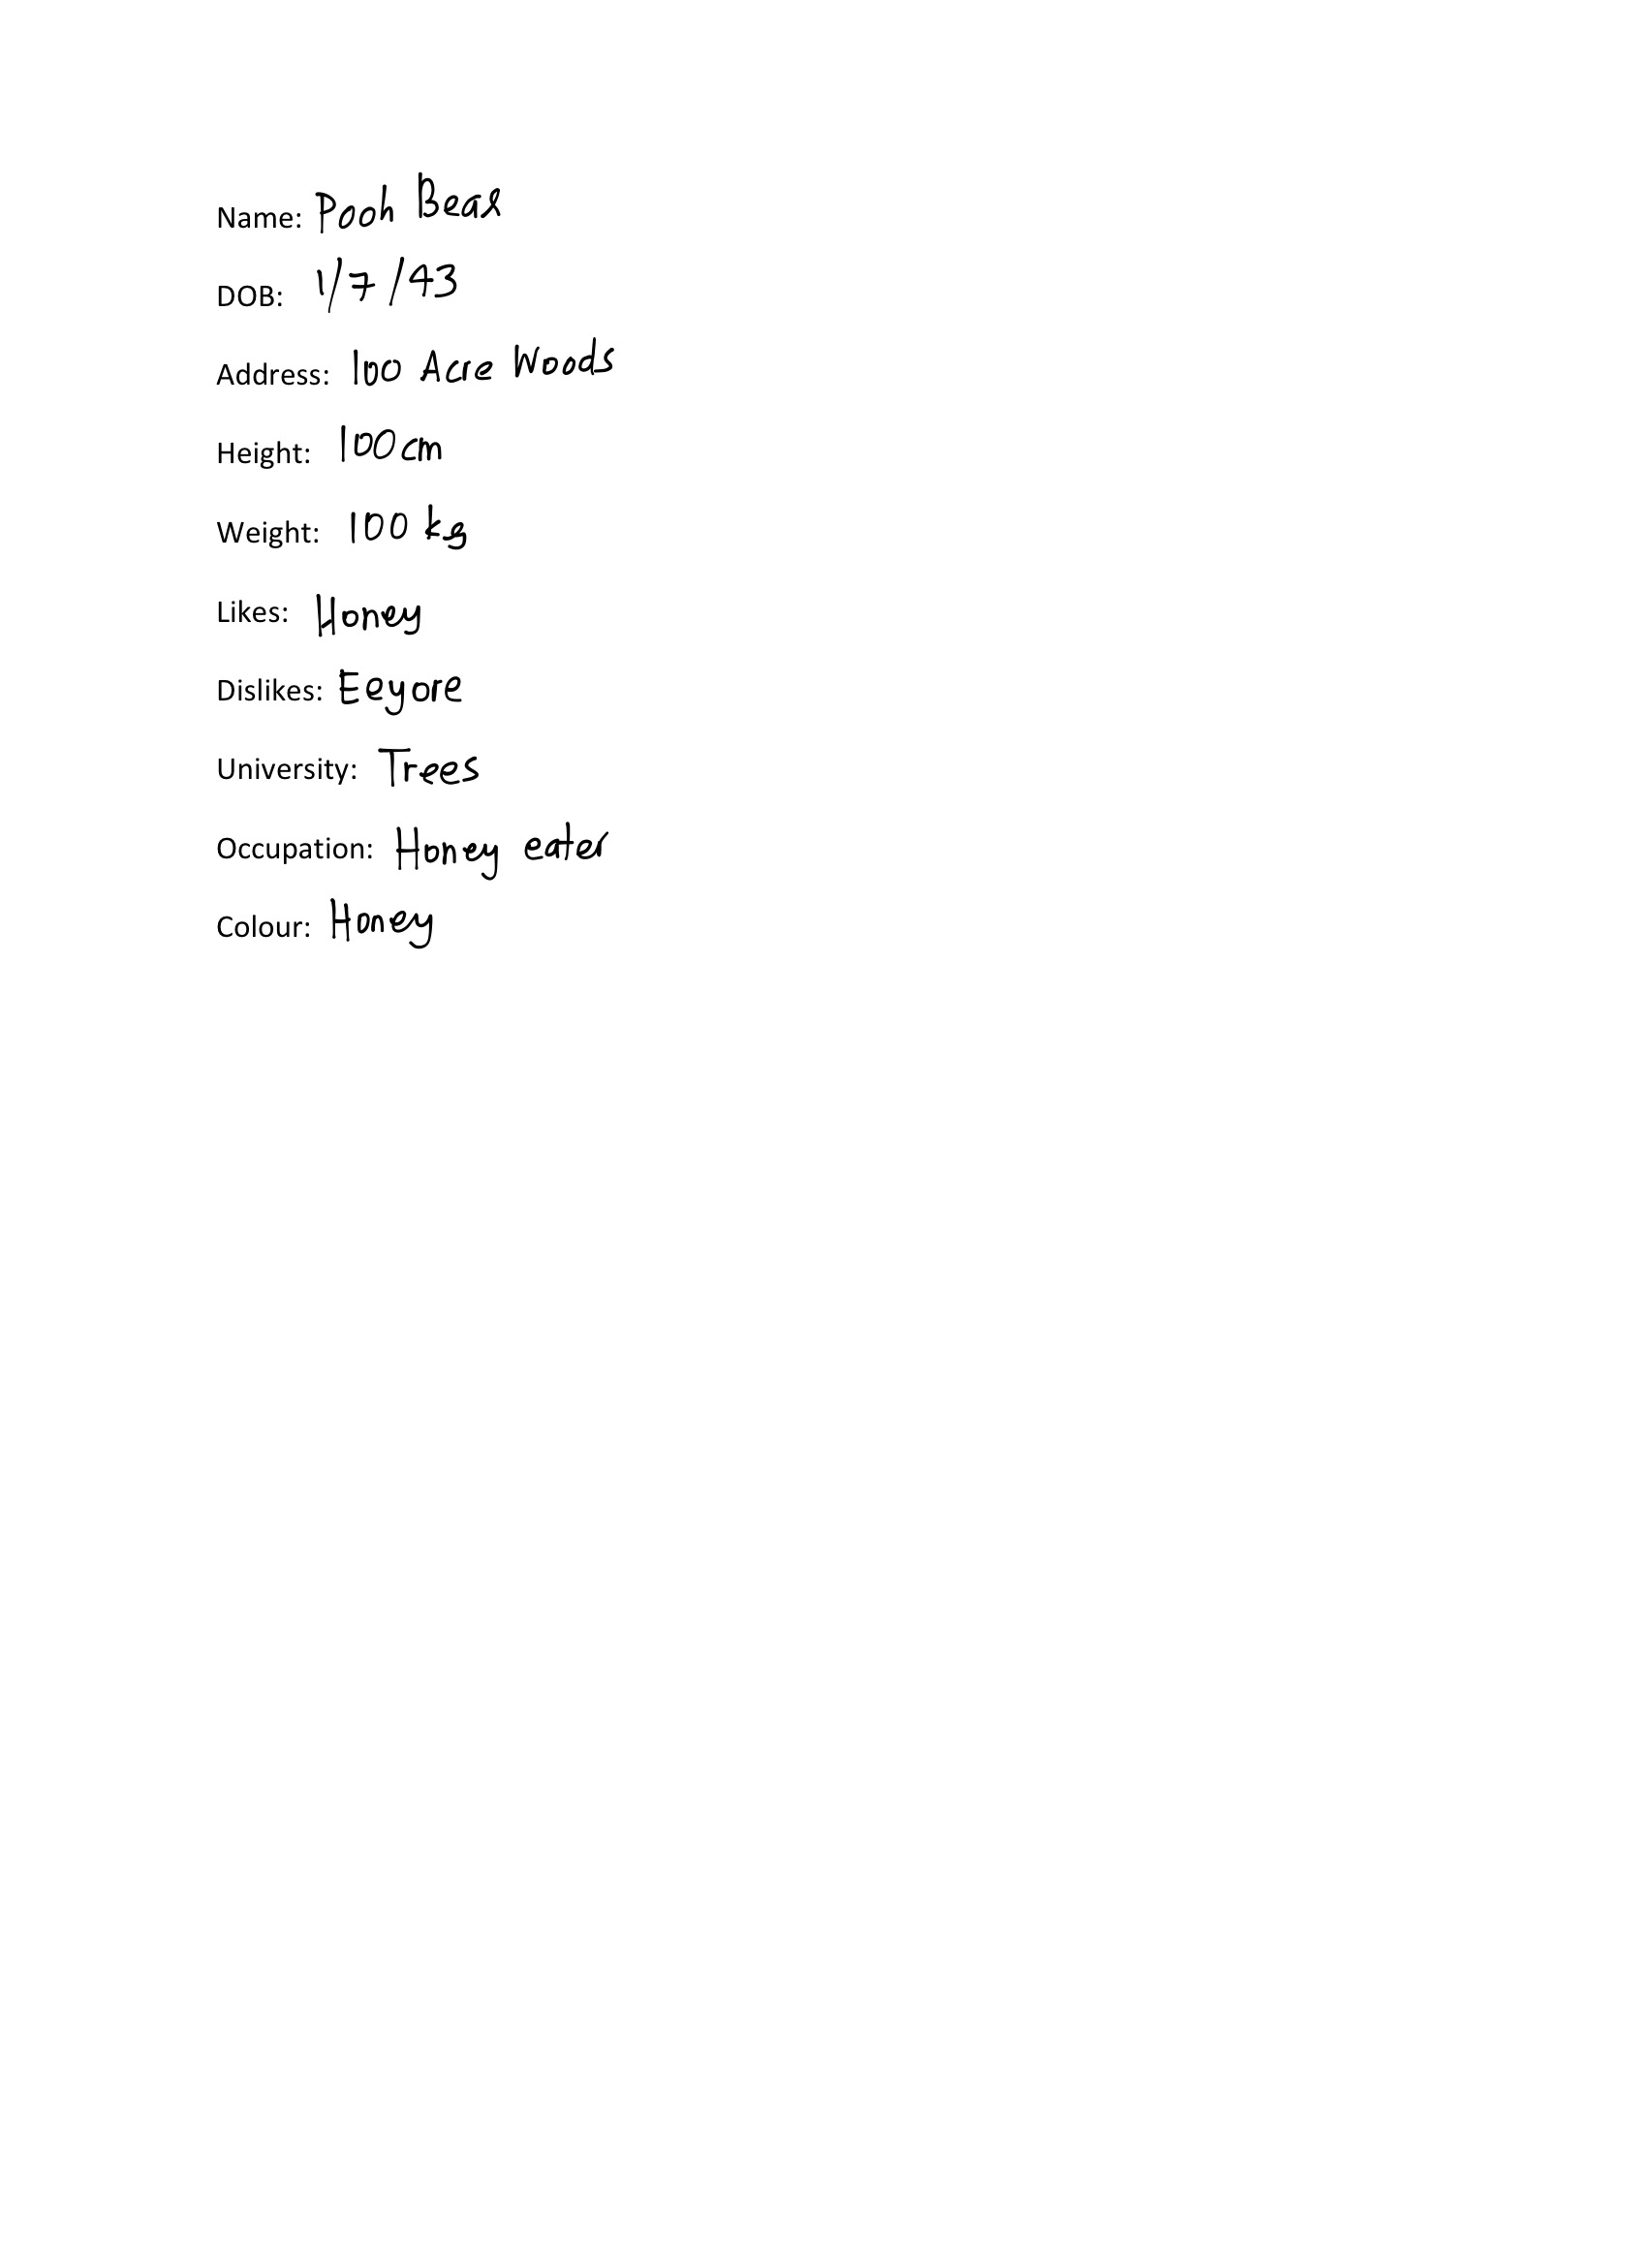 Name: Pooh Bear
DOB: 1/7/43
Address: 100 Acre Woods
Height: 100cm
Weight: 100 kg
Likes: Honey
Dislikes: Eeyore
University: Trees
Occupation: Honey eater
Colour: Honey